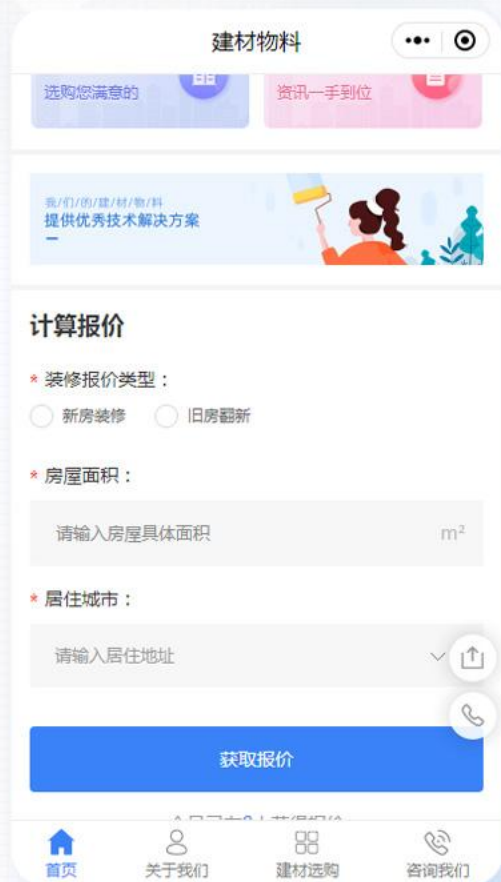 建材物料
选购您满意的
资讯一手到位
我/们/的/建/材/物/料
提供优秀技术解决方案
计算报价
* 装修报价类型：
新房装修 旧房翻新
* 房屋面积：
请输入房屋具体面积 m²
* 居住城市：
请输入居住地址
获取报价
首页 关于我们 建材选购 咨询我们